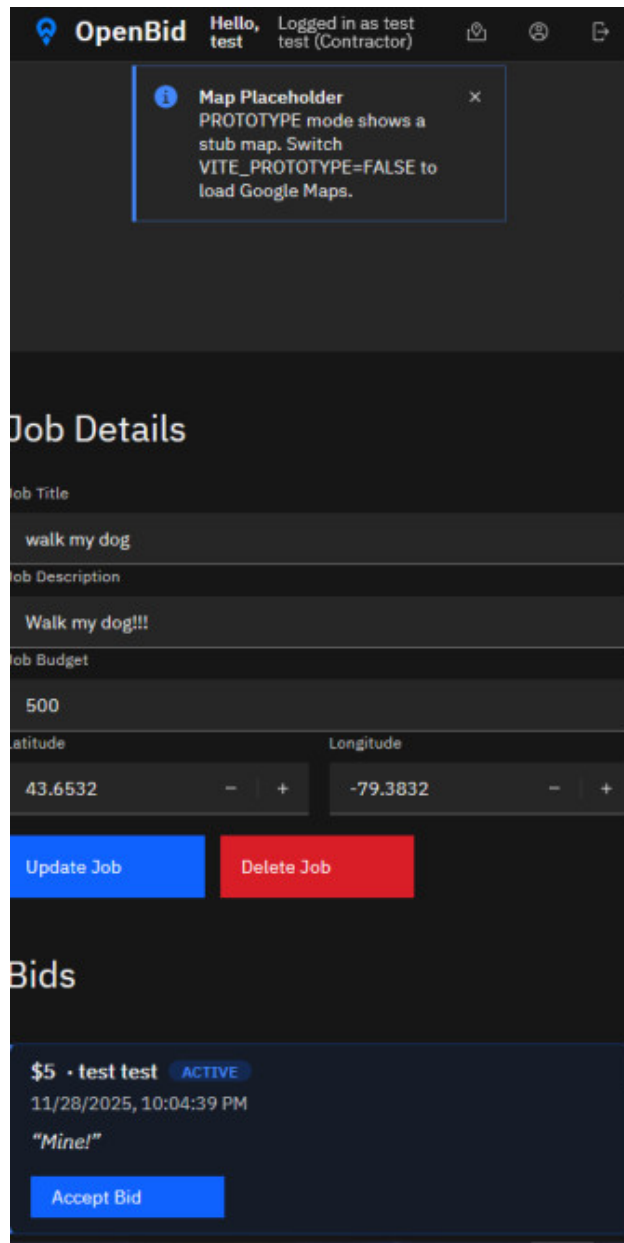 OpenBid
Hello,
test
Logged in as test
test (Contractor)
Map Placeholder
PROTOTYPE mode shows a
stub map. Switch
VITE_PROTOTYPE=FALSE to
load Google Maps.
Job Details
Job Title
walk my dog
Job Description
Walk my dog!!!
Job Budget
500
Latitude
Longitude
43.6532
-79.3832
Update Job
Delete Job
Bids
$5 · test test ACTIVE
11/28/2025, 10:04:39 PM
“Mine!”
Accept Bid